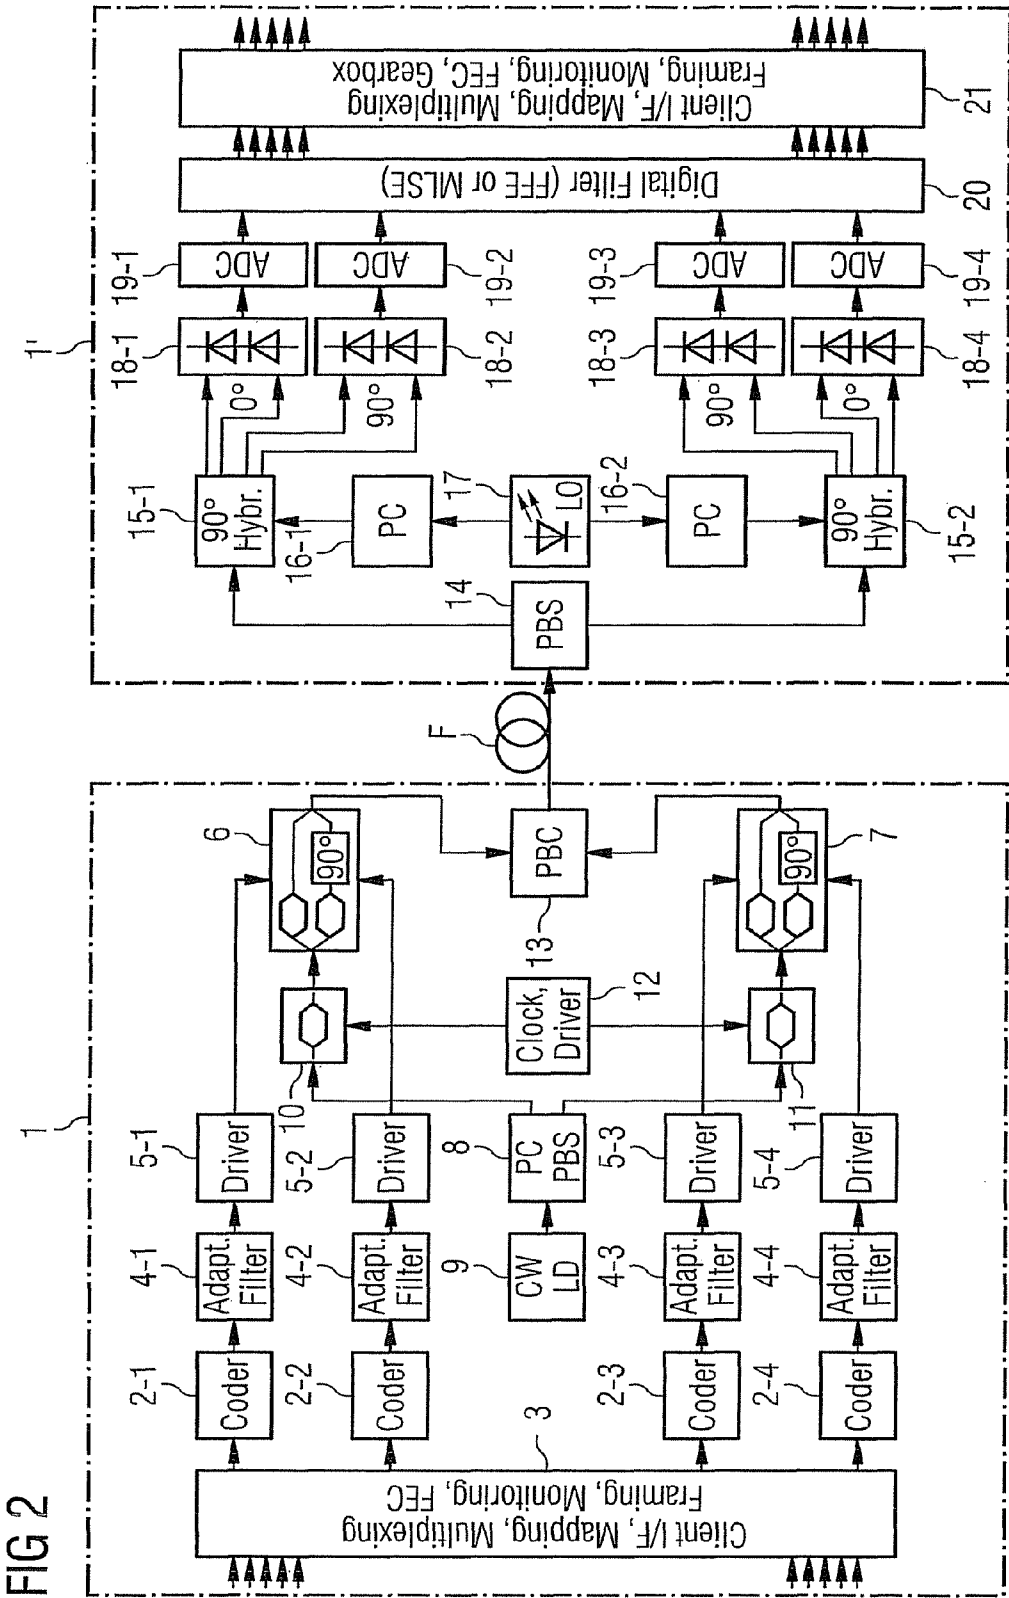 FIG 2
1
Client I/F, Mapping, Multiplexing
Framing, Monitoring, FEC
3
2-1
Coder
4-1
Adapt.
Filter
5-1
Driver
2-2
Coder
4-2
Adapt.
Filter
5-2
Driver
9
CW
LD
8
PC
PBS
2-3
Coder
4-3
Adapt.
Filter
5-3
Driver
2-4
Coder
4-4
Adapt.
Filter
5-4
Driver
10
11
Clock,
Driver
12
6
90°
7
90°
PBC
13
F
1'
PBS
14
15-1
90°
Hybr.
16-1
PC
17
LO
16-2
PC
90°
Hybr.
15-2
0°
90°
90°
0°
18-1
18-2
18-3
18-4
19-1
ADC
ADC
19-2
19-3
ADC
ADC
19-4
Digital Filter (FFE or MLSE)
20
Client I/F, Mapping, Multiplexing
Framing, Monitoring, FEC, Gearbox
21